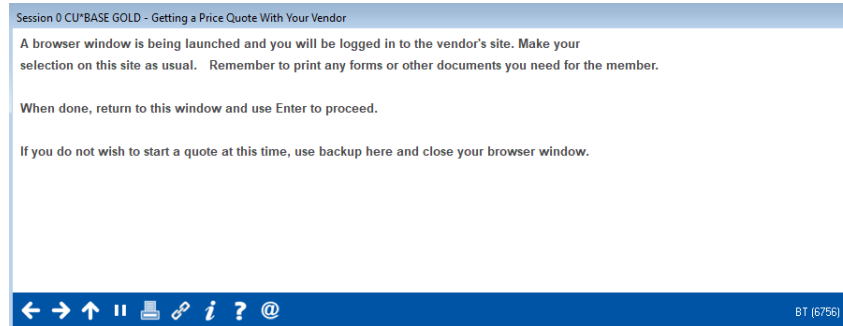 Session 0 CU*BASE GOLD - Getting a Price Quote With Your Vendor
A browser window is being launched and you will be logged in to the vendor's site. Make your
selection on this site as usual. Remember to print any forms or other documents you need for the member.
When done, return to this window and use Enter to proceed.
If you do not wish to start a quote at this time, use backup here and close your browser window.
i ? @ BT (6756)